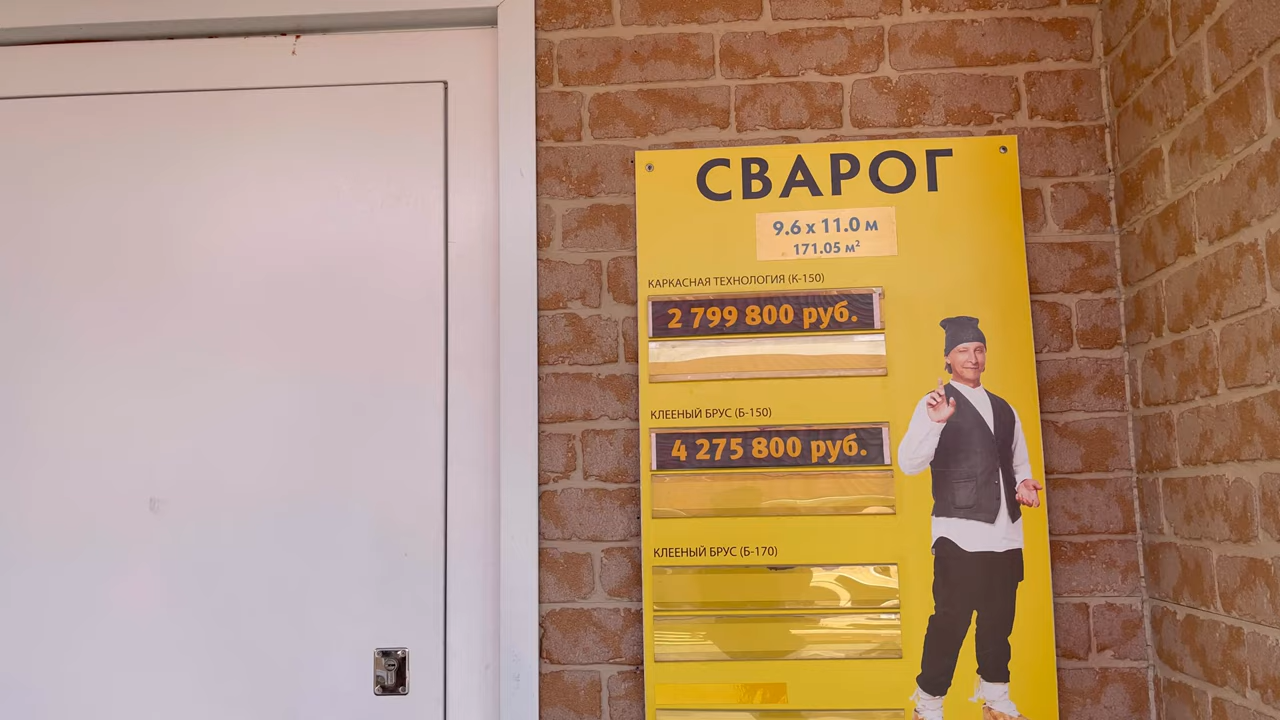 СВАРОГ
9.6 х 11.0 м
171.05 м²
КАРКАСНАЯ ТЕХНОЛОГИЯ (К-150)
2 799 800 руб.
КЛЕЕНЫЙ БРУС (Б-150)
4 275 800 руб.
КЛЕЕНЫЙ БРУС (Б-170)